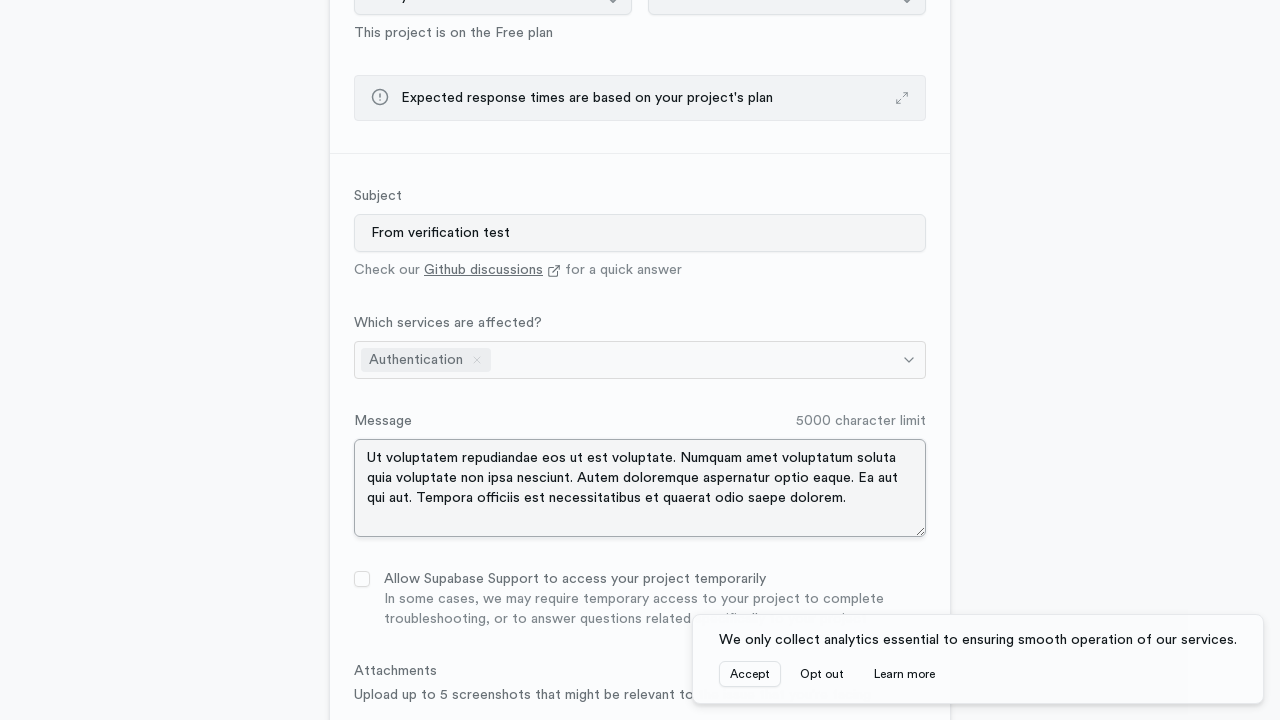 This project is on the Free plan
Expected response times are based on your project's plan
Subject
From verification test
Check our Github discussions for a quick answer
Which services are affected?
Authentication
Message
5000 character limit
Ut voluptatem repudiandae eos ut est voluptate. Numquam amet voluptatum soluta
quia voluptate non ipsa nesciunt. Autem doloremque aspernatur optio eaque. Ea aut
qui aut. Tempora officiis est necessitatibus et quaerat odio saepe dolorem.
Allow Supabase Support to access your project temporarily
In some cases, we may require temporary access to your project to complete
troubleshooting, or to answer questions related
Attachments
Upload up to 5 screenshots that might be relevant to
We only collect analytics essential to ensuring smooth operation of our services.
Accept
Opt out
Learn more